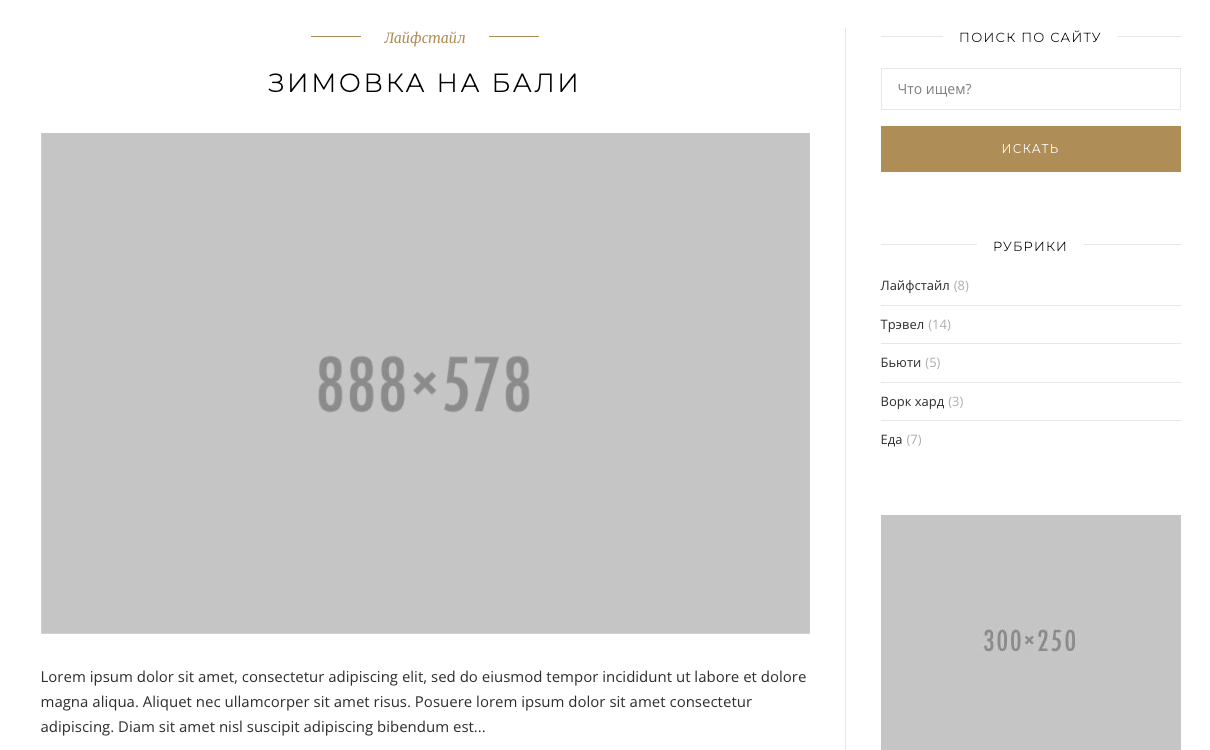 Лайфстайл
ЗИМОВКА НА БАЛИ
888×578
Lorem ipsum dolor sit amet, consectetur adipiscing elit, sed do eiusmod tempor incididunt ut labore et dolore
magna aliqua. Aliquet nec ullamcorper sit amet risus. Posuere lorem ipsum dolor sit amet consectetur
adipiscing. Diam sit amet nisl suscipit adipiscing bibendum est...
ПОИСК ПО САЙТУ
Что ищем?
ИСКАТЬ
РУБРИКИ
Лайфстайл (8)
Трэвел (14)
Бьюти (5)
Ворк хард (3)
Еда (7)
300×250